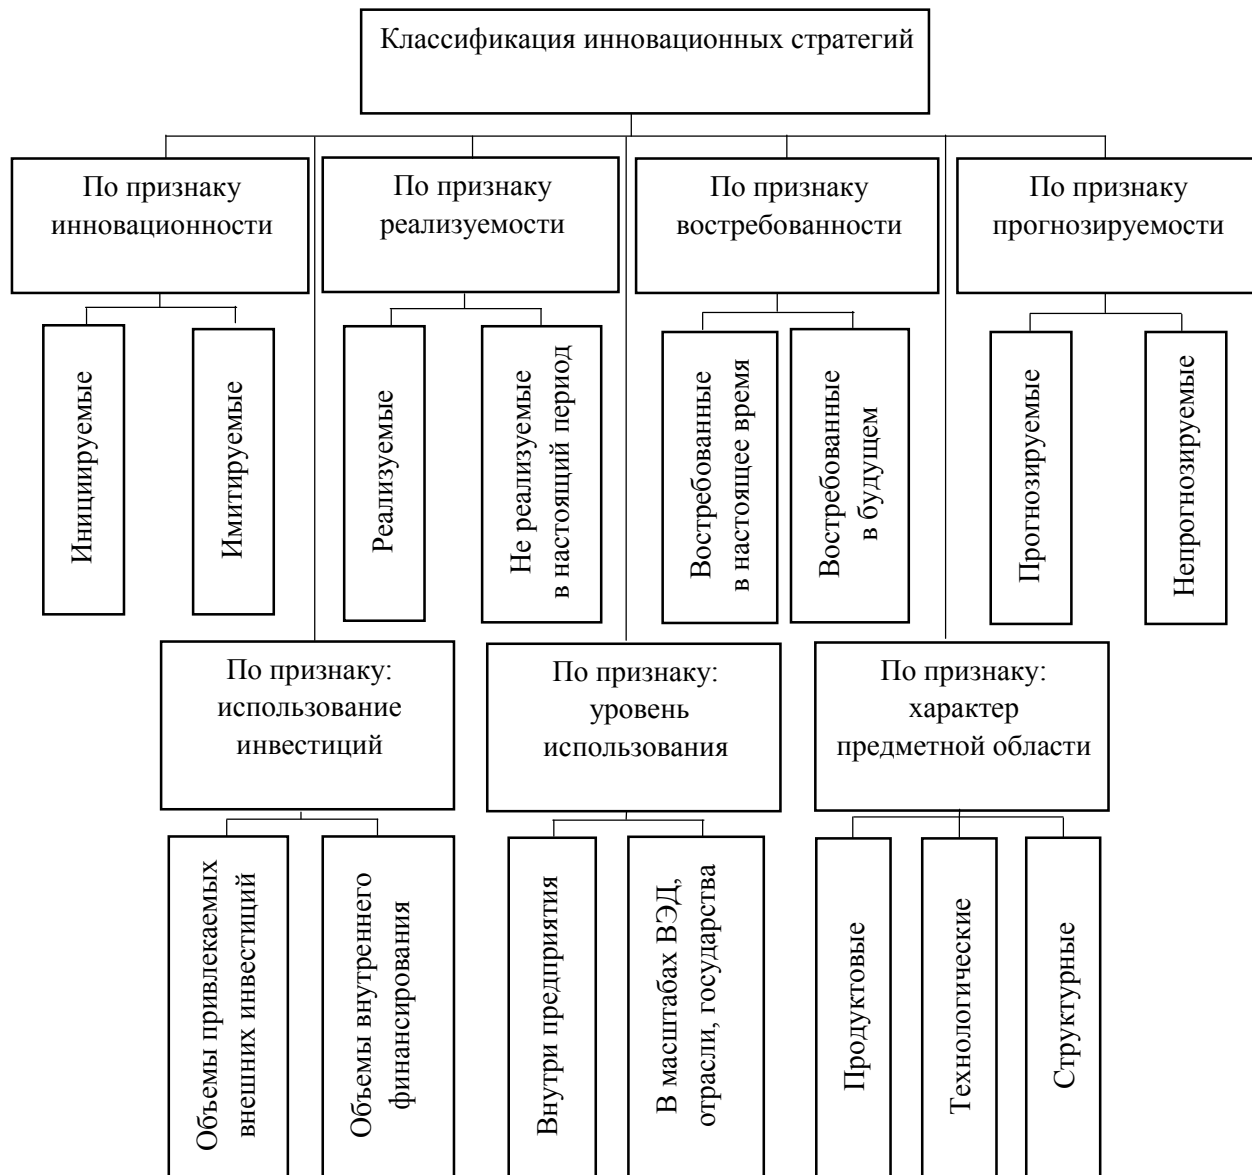 Классификация инновационных стратегий
По признаку
инновационности
По признаку
реализуемости
По признаку
востребованности
По признаку
прогнозируемости
Инициируемые
Имитируемые
Реализуемые
Не реализуемые
в настоящий период
Востребованные
в настоящее время
Востребованные
в будущем
Прогнозируемые
Непрогнозируемые
По признаку:
использование
инвестиций
По признаку:
уровень
использования
По признаку:
характер
предметной области
Объемы привлекаемых
внешних инвестиций
Объемы внутреннего
финансирования
Внутри предприятия
В масштабах ВЭД,
отрасли, государства
Продуктовые
Технологические
Структурные